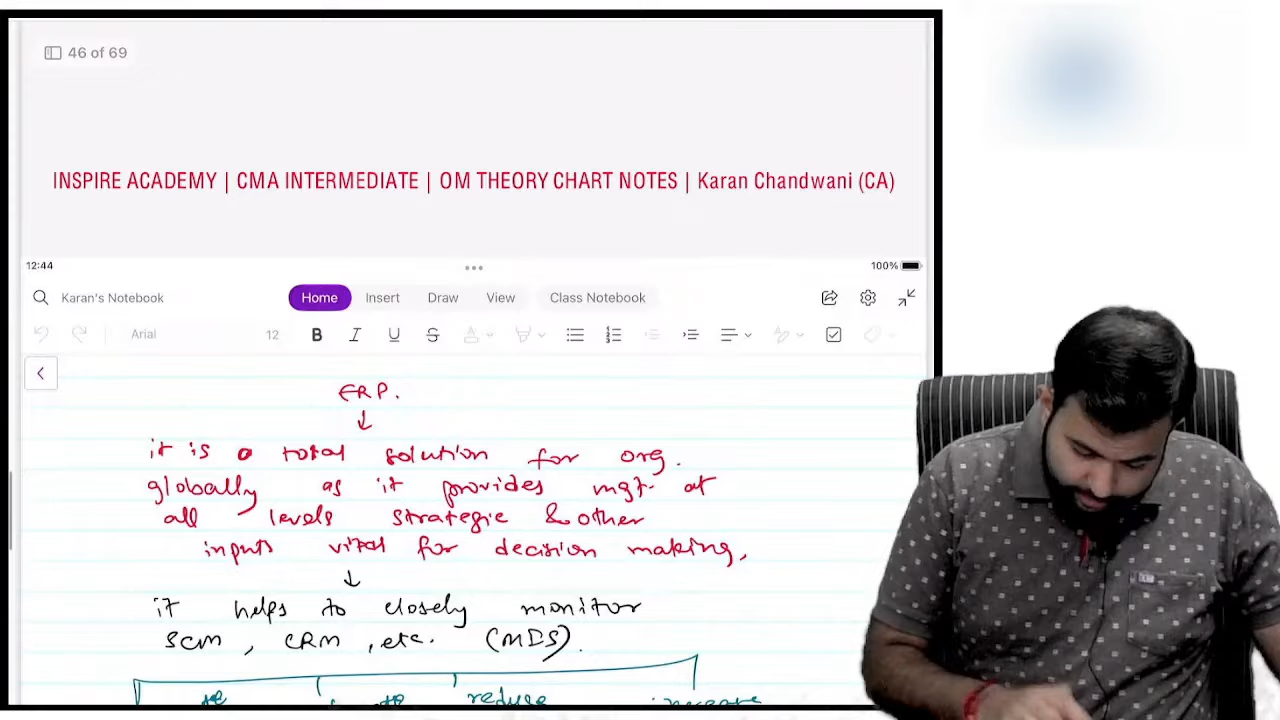 46 of 69
INSPIRE ACADEMY | CMA INTERMEDIATE | OM THEORY CHART NOTES | Karan Chandwani (CA)
12:44
100%
Karan's Notebook
Home Insert Draw View Class Notebook
Arial 12 B I U S
ERP.
it is a total solution for org.
globally as it provides mgt. at
all levels strategic & other
inputs vital for decision making.
it helps to closely monitor
SCM, CRM, etc. (MIS).
reduce increase